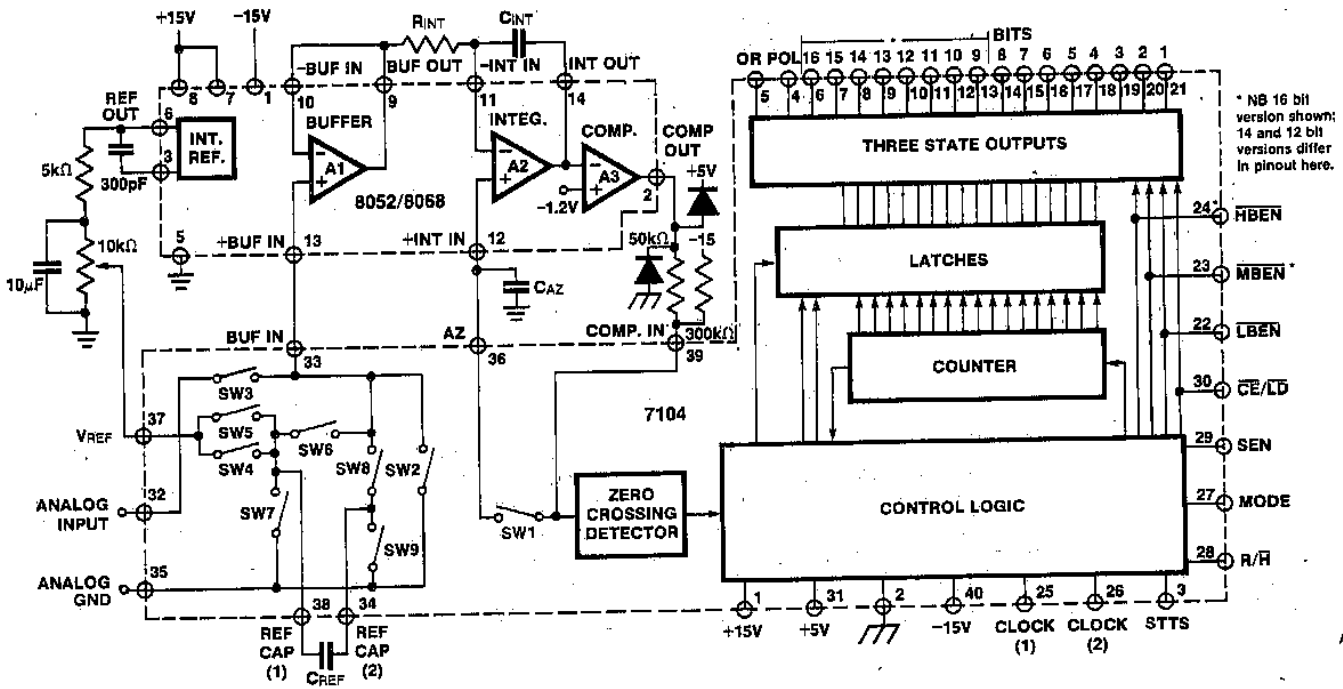 +15V
-15V
RINT
CINT
* BITS
OR POL 16 15 14 13 12 11 10 9 8 7 6 5 4 3 2 1
-BUF IN
BUF OUT
-INT IN
INT OUT
8 7 1 10 9 11 14
5 4 6 7 8 9 10 11 12 13 14 15 16 17 18 19 20 21
REF
OUT
6
3
INT.
REF.
BUFFER
A1
INTEG.
A2
COMP.
A3
COMP
OUT
2
+5V
THREE STATE OUTPUTS
* NB 16 bit
version shown;
14 and 12 bit
versions differ
in pinout here.
5kΩ
300pF
8052/8068
-1.2V
24*
HBEN
5
10kΩ
+BUF IN
13
+INT IN
12
50kΩ
-15
LATCHES
10µF
CAZ
23
MBEN *
BUF IN
33
AZ
36
COMP. IN
39
300kΩ
22
LBEN
COUNTER
SW3
30
CE/LD
37
VREF
SW5
SW4
SW6
7104
29
SEN
SW8
SW2
32
ANALOG
INPUT
SW7
SW1
ZERO
CROSSING
DETECTOR
CONTROL LOGIC
27
MODE
SW9
28
R/H
35
ANALOG
GND
38
34
1
31
2
40
25
26
3
REF
CAP
(1)
CREF
REF
CAP
(2)
+15V
+5V
-15V
CLOCK
(1)
CLOCK
(2)
STTS